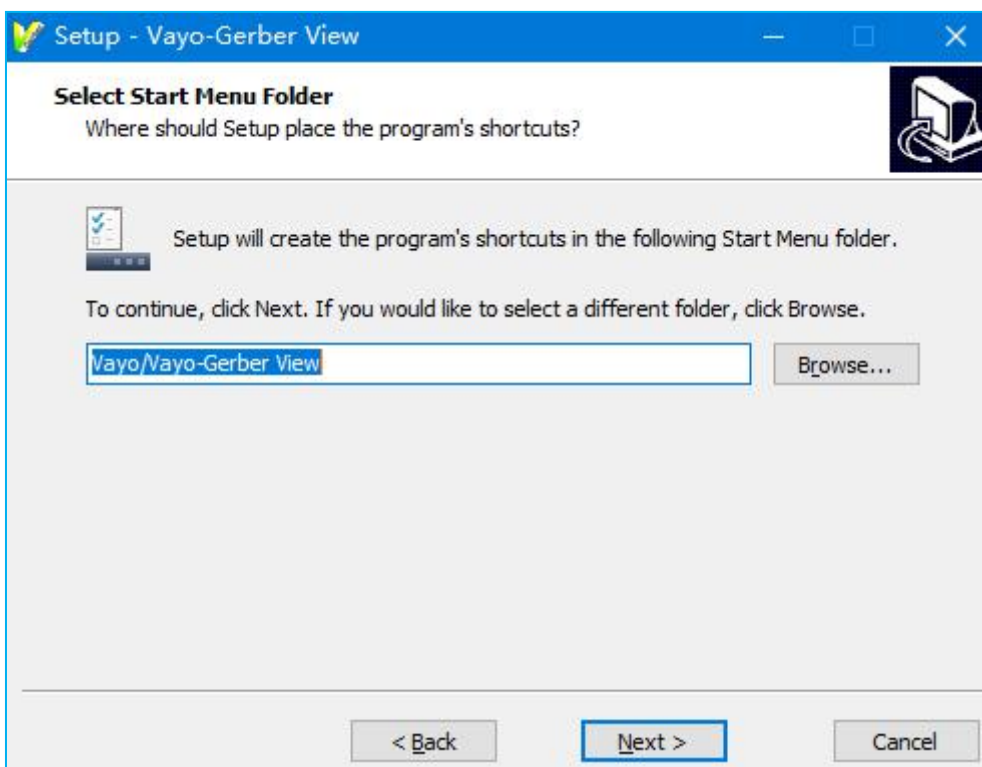 Setup - Vayo-Gerber View
Select Start Menu Folder
Where should Setup place the program's shortcuts?
Setup will create the program's shortcuts in the following Start Menu folder.
To continue, click Next. If you would like to select a different folder, click Browse.
Vayo/Vayo-Gerber View
Browse...
< Back
Next >
Cancel